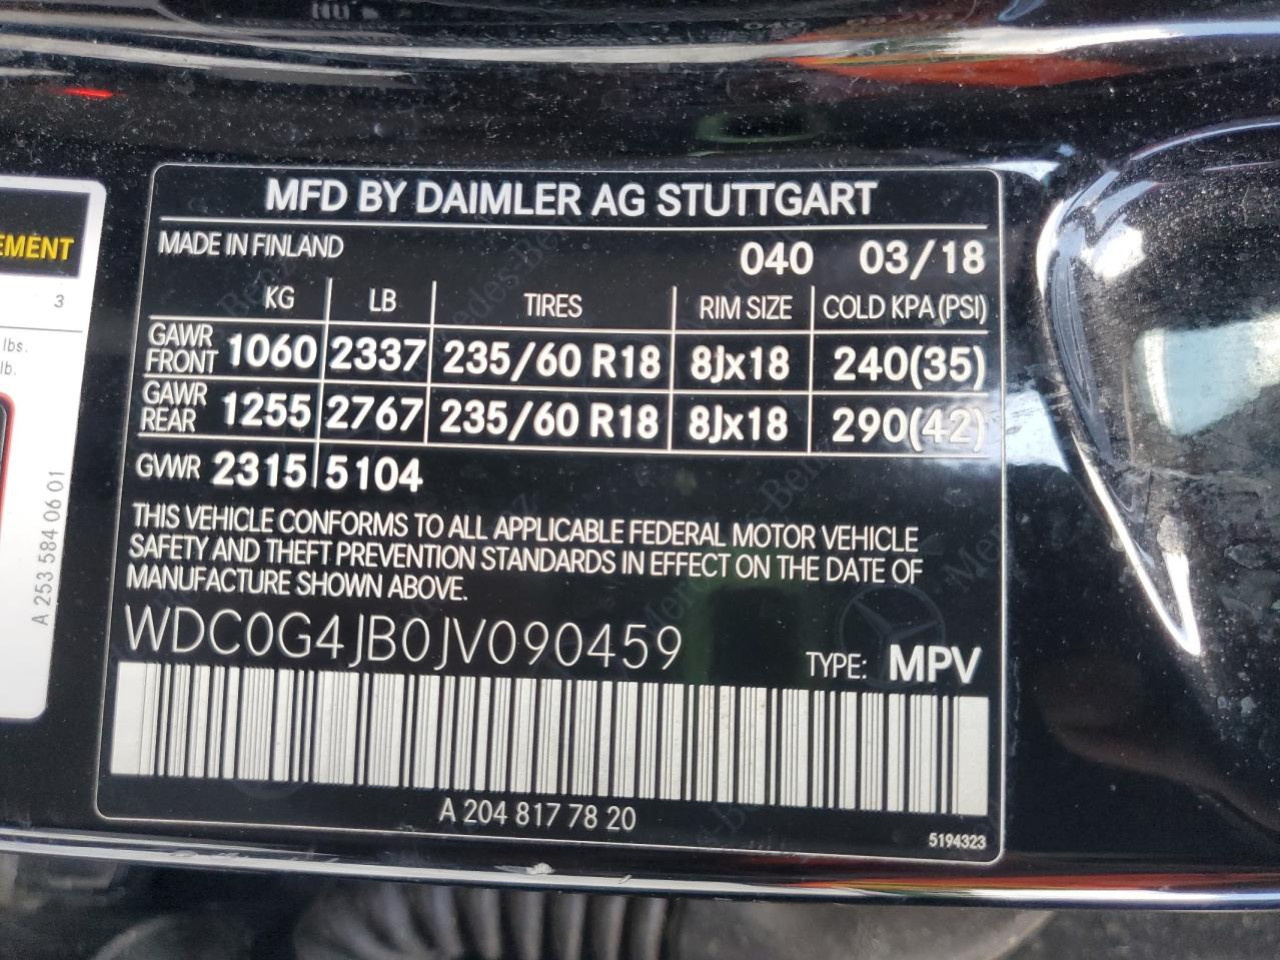 MFD BY DAIMLER AG STUTTGART
MADE IN FINLAND 040 03/18
KG LB TIRES RIM SIZE COLD KPA (PSI)
GAWR FRONT 1060 2337 235/60 R18 8Jx18 240(35)
GAWR REAR 1255 2767 235/60 R18 8Jx18 290(42)
GVWR 2315 5104
THIS VEHICLE CONFORMS TO ALL APPLICABLE FEDERAL MOTOR VEHICLE
SAFETY AND THEFT PREVENTION STANDARDS IN EFFECT ON THE DATE OF
MANUFACTURE SHOWN ABOVE.
WDC0G4JB0JV090459 TYPE: MPV
A 204 817 78 20
5194323
EMENT
3
lbs.
lb.
A 253 584 06 01